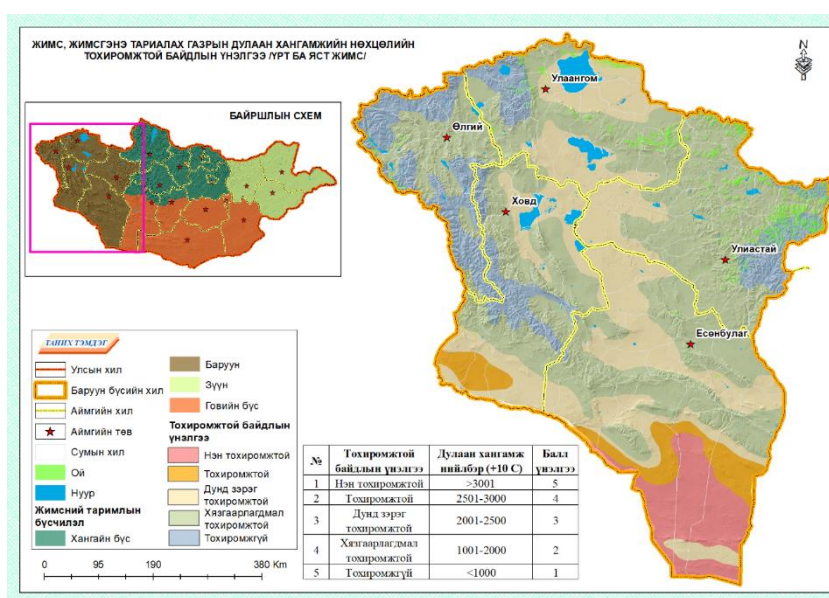 ЖИМС, ЖИМСГЭНЭ ТАРИАЛАХ ГАЗРЫН ДУЛААН ХАНГАМЖИЙН НӨХЦӨЛИЙН
ТОХИРОМЖТОЙ БАЙДЛЫН ҮНЭЛГЭЭ /ҮРТ БА ЯСТ ЖИМС/
N
БАЙРШЛЫН СХЕМ
Улаангом
Өлгий
Ховд
Улиастай
Есөнбулаг
ТАНИХ ТЭМДЭГ
Улсын хил
Баруун бүсийн хил
Аймгийн хил
Аймгийн төв
Сумын хил
Ой
Нуур
Жимсний таримлын
бүсчилэл
Хангайн бүс
Баруун
Зүүн
Говийн бүс
Тохиромжтой байдлын
үнэлгээ
Нэн тохиромжтой
Тохиромжтой
Дунд зэрэг
тохиромжтой
Хязгаарлагдмал
тохиромжтой
Тохиромжгүй
№ Тохиромжтой байдлын үнэлгээ Дулаан хангамж нийлбэр (+10 С) Балл үнэлгээ
1 Нэн тохиромжтой >3001 5
2 Тохиромжтой 2501-3000 4
3 Дунд зэрэг тохиромжтой 2001-2500 3
4 Хязгаарлагдмал тохиромжтой 1001-2000 2
5 Тохиромжгүй <1000 1
0 95 190 380 Km